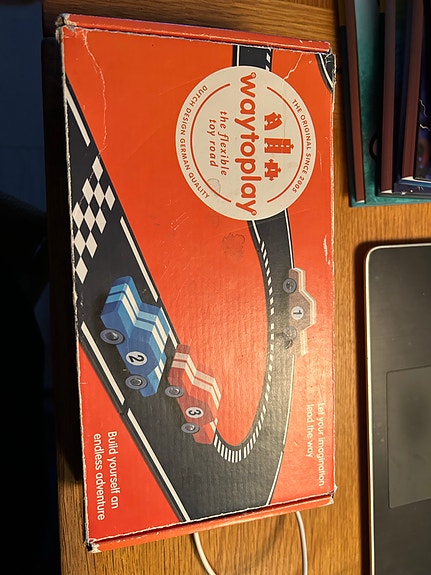 THE ORIGINAL SINCE 2005
waytoplay
the flexible
toy road
DUTCH DESIGN GERMAN QUALITY
1
2
3
Let your imagination
lead the way
Build yourself an
endless adventure